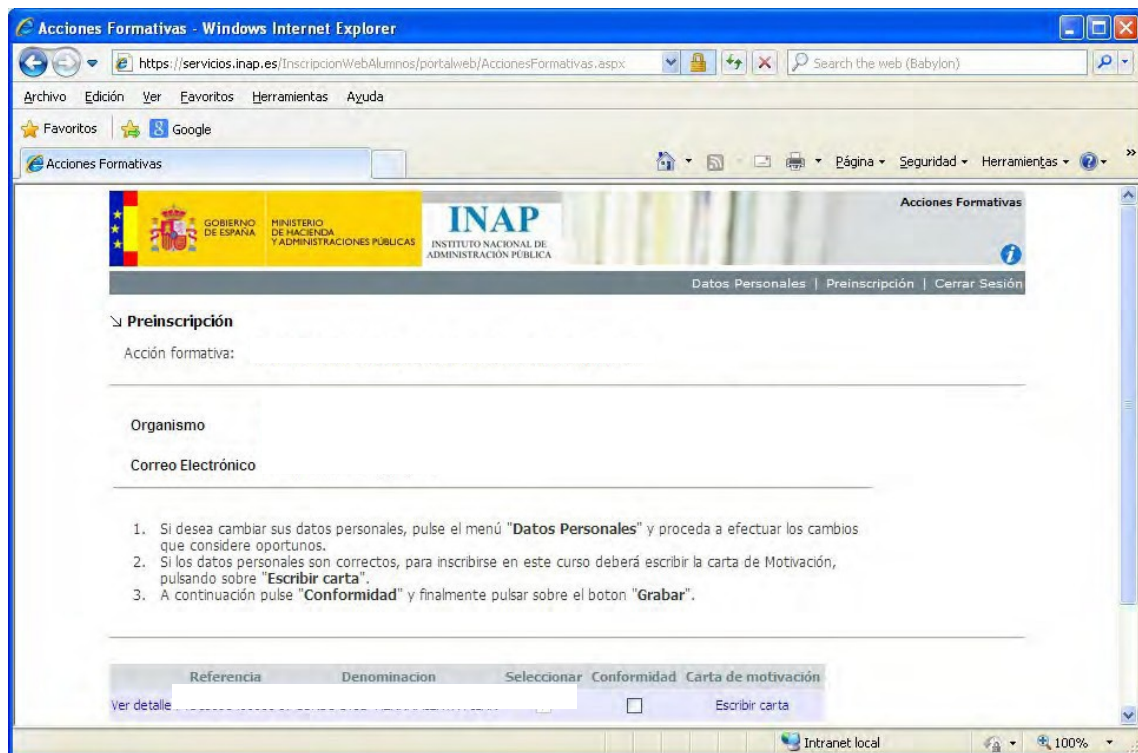 Acciones Formativas - Windows Internet Explorer
https://servicios.inap.es/InscripcionWebAlumnos/portalweb/AccionesFormativas.aspx
Search the web (Babylon)
Archivo Edición Ver Favoritos Herramientas Ayuda
Favoritos Google
Acciones Formativas
Página Seguridad Herramientas »
GOBIERNO DE ESPAÑA
MINISTERIO DE HACIENDA Y ADMINISTRACIONES PÚBLICAS
INAP
INSTITUTO NACIONAL DE
ADMINISTRACIÓN PÚBLICA
Acciones Formativas
Datos Personales | Preinscripción | Cerrar Sesión
Preinscripción
Acción formativa:
Organismo
Correo Electrónico
1. Si desea cambiar sus datos personales, pulse el menú "Datos Personales" y proceda a efectuar los cambios
que considere oportunos.
2. Si los datos personales son correctos, para inscribirse en este curso deberá escribir la carta de Motivación,
pulsando sobre "Escribir carta".
3. A continuación pulse "Conformidad" y finalmente pulsar sobre el boton "Grabar".
Referencia Denominacion Seleccionar Conformidad Carta de motivación
Ver detalle Escribir carta
Intranet local 100%